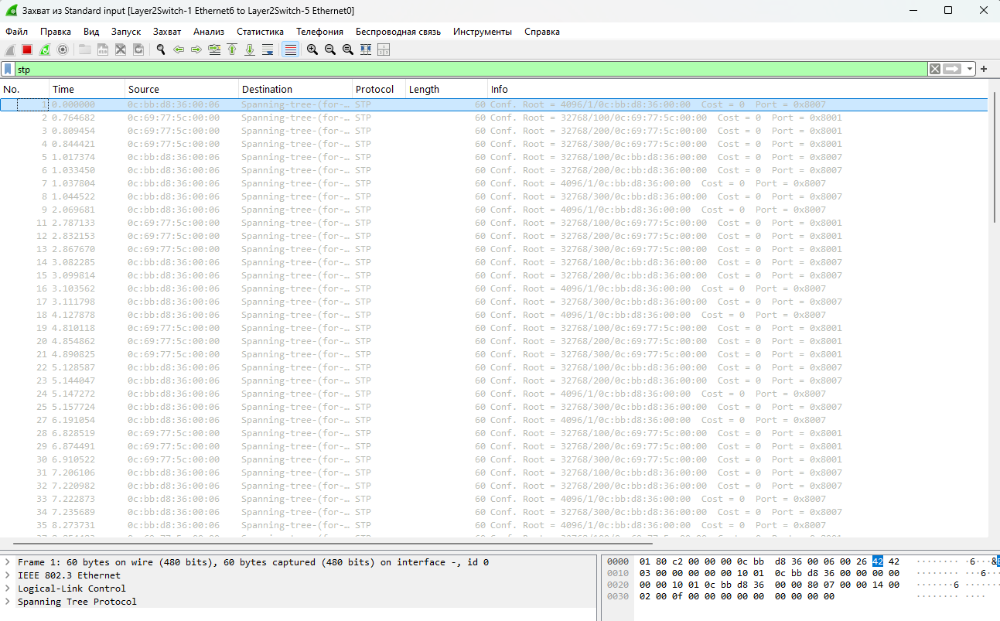 Захват из Standard input [Layer2Switch-1 Ethernet6 to Layer2Switch-5 Ethernet0]
Файл Правка Вид Запуск Захват Анализ Статистика Телефония Беспроводная связь Инструменты Справка
stp
No. Time Source Destination Protocol Length Info
1 0.000000 0c:bb:d8:36:00:06 Spanning-tree-(for-… STP 60 Conf. Root = 4096/1/0c:bb:d8:36:00:00 Cost = 0 Port = 0x8007
2 0.764682 0c:69:77:5c:00:00 Spanning-tree-(for-… STP 60 Conf. Root = 32768/100/0c:69:77:5c:00:00 Cost = 0 Port = 0x8001
3 0.809454 0c:69:77:5c:00:00 Spanning-tree-(for-… STP 60 Conf. Root = 32768/200/0c:69:77:5c:00:00 Cost = 0 Port = 0x8001
4 0.844421 0c:69:77:5c:00:00 Spanning-tree-(for-… STP 60 Conf. Root = 32768/300/0c:69:77:5c:00:00 Cost = 0 Port = 0x8001
5 1.017374 0c:bb:d8:36:00:06 Spanning-tree-(for-… STP 60 Conf. Root = 32768/100/0c:bb:d8:36:00:00 Cost = 0 Port = 0x8007
6 1.033450 0c:bb:d8:36:00:06 Spanning-tree-(for-… STP 60 Conf. Root = 32768/200/0c:bb:d8:36:00:00 Cost = 0 Port = 0x8007
7 1.037804 0c:bb:d8:36:00:06 Spanning-tree-(for-… STP 60 Conf. Root = 4096/1/0c:bb:d8:36:00:00 Cost = 0 Port = 0x8007
8 1.044522 0c:bb:d8:36:00:06 Spanning-tree-(for-… STP 60 Conf. Root = 32768/300/0c:bb:d8:36:00:00 Cost = 0 Port = 0x8007
9 2.069681 0c:bb:d8:36:00:06 Spanning-tree-(for-… STP 60 Conf. Root = 4096/1/0c:bb:d8:36:00:00 Cost = 0 Port = 0x8007
11 2.787133 0c:69:77:5c:00:00 Spanning-tree-(for-… STP 60 Conf. Root = 32768/100/0c:69:77:5c:00:00 Cost = 0 Port = 0x8001
12 2.832153 0c:69:77:5c:00:00 Spanning-tree-(for-… STP 60 Conf. Root = 32768/200/0c:69:77:5c:00:00 Cost = 0 Port = 0x8001
13 2.867670 0c:69:77:5c:00:00 Spanning-tree-(for-… STP 60 Conf. Root = 32768/300/0c:69:77:5c:00:00 Cost = 0 Port = 0x8001
14 3.082285 0c:bb:d8:36:00:06 Spanning-tree-(for-… STP 60 Conf. Root = 32768/100/0c:bb:d8:36:00:00 Cost = 0 Port = 0x8007
15 3.099814 0c:bb:d8:36:00:06 Spanning-tree-(for-… STP 60 Conf. Root = 32768/200/0c:bb:d8:36:00:00 Cost = 0 Port = 0x8007
16 3.103562 0c:bb:d8:36:00:06 Spanning-tree-(for-… STP 60 Conf. Root = 4096/1/0c:bb:d8:36:00:00 Cost = 0 Port = 0x8007
17 3.111798 0c:bb:d8:36:00:06 Spanning-tree-(for-… STP 60 Conf. Root = 32768/300/0c:bb:d8:36:00:00 Cost = 0 Port = 0x8007
18 4.127878 0c:bb:d8:36:00:06 Spanning-tree-(for-… STP 60 Conf. Root = 4096/1/0c:bb:d8:36:00:00 Cost = 0 Port = 0x8007
19 4.810118 0c:69:77:5c:00:00 Spanning-tree-(for-… STP 60 Conf. Root = 32768/100/0c:69:77:5c:00:00 Cost = 0 Port = 0x8001
20 4.854862 0c:69:77:5c:00:00 Spanning-tree-(for-… STP 60 Conf. Root = 32768/200/0c:69:77:5c:00:00 Cost = 0 Port = 0x8001
21 4.890825 0c:69:77:5c:00:00 Spanning-tree-(for-… STP 60 Conf. Root = 32768/300/0c:69:77:5c:00:00 Cost = 0 Port = 0x8001
22 5.128587 0c:bb:d8:36:00:06 Spanning-tree-(for-… STP 60 Conf. Root = 32768/100/0c:bb:d8:36:00:00 Cost = 0 Port = 0x8007
23 5.144047 0c:bb:d8:36:00:06 Spanning-tree-(for-… STP 60 Conf. Root = 32768/200/0c:bb:d8:36:00:00 Cost = 0 Port = 0x8007
24 5.147272 0c:bb:d8:36:00:06 Spanning-tree-(for-… STP 60 Conf. Root = 4096/1/0c:bb:d8:36:00:00 Cost = 0 Port = 0x8007
25 5.157724 0c:bb:d8:36:00:06 Spanning-tree-(for-… STP 60 Conf. Root = 32768/300/0c:bb:d8:36:00:00 Cost = 0 Port = 0x8007
27 6.191054 0c:bb:d8:36:00:06 Spanning-tree-(for-… STP 60 Conf. Root = 4096/1/0c:bb:d8:36:00:00 Cost = 0 Port = 0x8007
28 6.828519 0c:69:77:5c:00:00 Spanning-tree-(for-… STP 60 Conf. Root = 32768/100/0c:69:77:5c:00:00 Cost = 0 Port = 0x8001
29 6.874491 0c:69:77:5c:00:00 Spanning-tree-(for-… STP 60 Conf. Root = 32768/200/0c:69:77:5c:00:00 Cost = 0 Port = 0x8001
30 6.910522 0c:69:77:5c:00:00 Spanning-tree-(for-… STP 60 Conf. Root = 32768/300/0c:69:77:5c:00:00 Cost = 0 Port = 0x8001
31 7.206106 0c:bb:d8:36:00:06 Spanning-tree-(for-… STP 60 Conf. Root = 32768/100/0c:bb:d8:36:00:00 Cost = 0 Port = 0x8007
32 7.220982 0c:bb:d8:36:00:06 Spanning-tree-(for-… STP 60 Conf. Root = 32768/200/0c:bb:d8:36:00:00 Cost = 0 Port = 0x8007
33 7.222873 0c:bb:d8:36:00:06 Spanning-tree-(for-… STP 60 Conf. Root = 4096/1/0c:bb:d8:36:00:00 Cost = 0 Port = 0x8007
34 7.235689 0c:bb:d8:36:00:06 Spanning-tree-(for-… STP 60 Conf. Root = 32768/300/0c:bb:d8:36:00:00 Cost = 0 Port = 0x8007
35 8.273731 0c:bb:d8:36:00:06 Spanning-tree-(for-… STP 60 Conf. Root = 4096/1/0c:bb:d8:36:00:00 Cost = 0 Port = 0x8007
Frame 1: 60 bytes on wire (480 bits), 60 bytes captured (480 bits) on interface -, id 0
IEEE 802.3 Ethernet
Logical-Link Control
Spanning Tree Protocol
0000 01 80 c2 00 00 00 0c bb d8 36 00 06 00 26 42 42 ········ ·6···&B
0010 03 00 00 00 00 00 10 01 0c bb d8 36 00 00 00 00 ········ ···6····
0020 00 00 10 01 0c bb d8 36 00 00 80 07 00 00 14 00 ·······6 ········
0030 02 00 0f 00 00 00 00 00 00 00 00 00 ········ ····